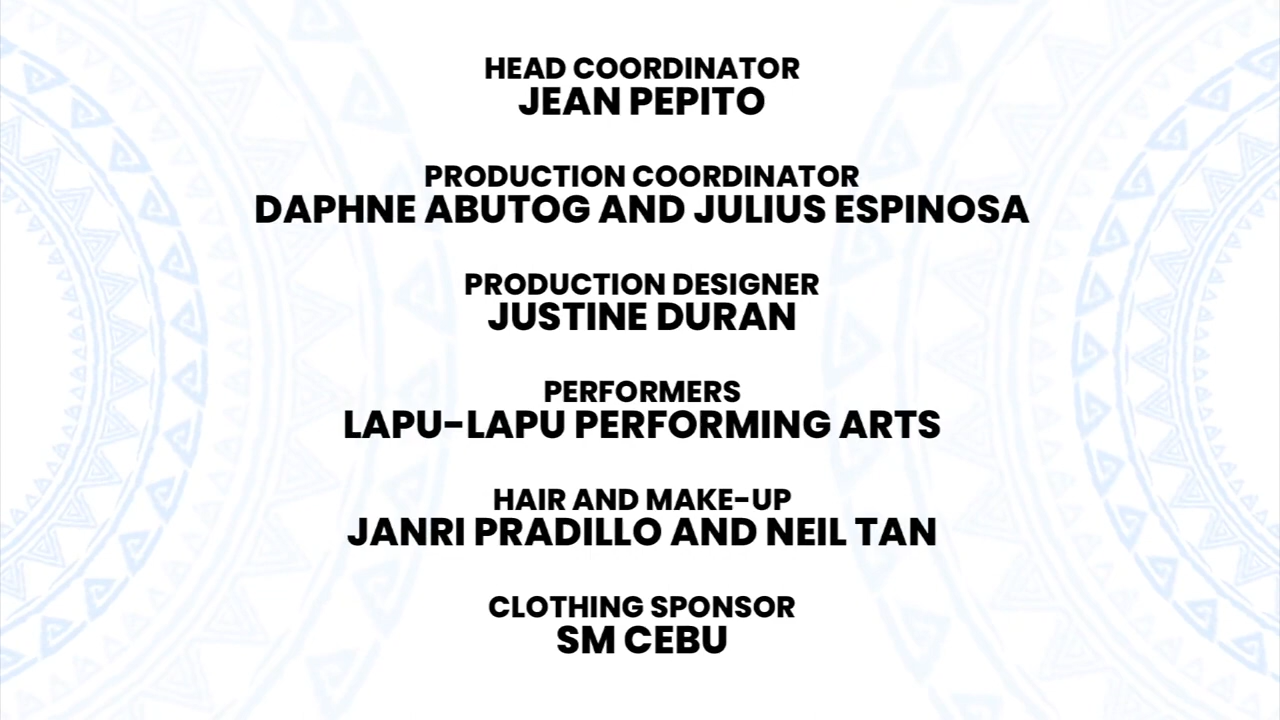 HEAD COORDINATOR
JEAN PEPITO
PRODUCTION COORDINATOR
DAPHNE ABUTOG AND JULIUS ESPINOSA
PRODUCTION DESIGNER
JUSTINE DURAN
PERFORMERS
LAPU-LAPU PERFORMING ARTS
HAIR AND MAKE-UP
JANRI PRADILLO AND NEIL TAN
CLOTHING SPONSOR
SM CEBU